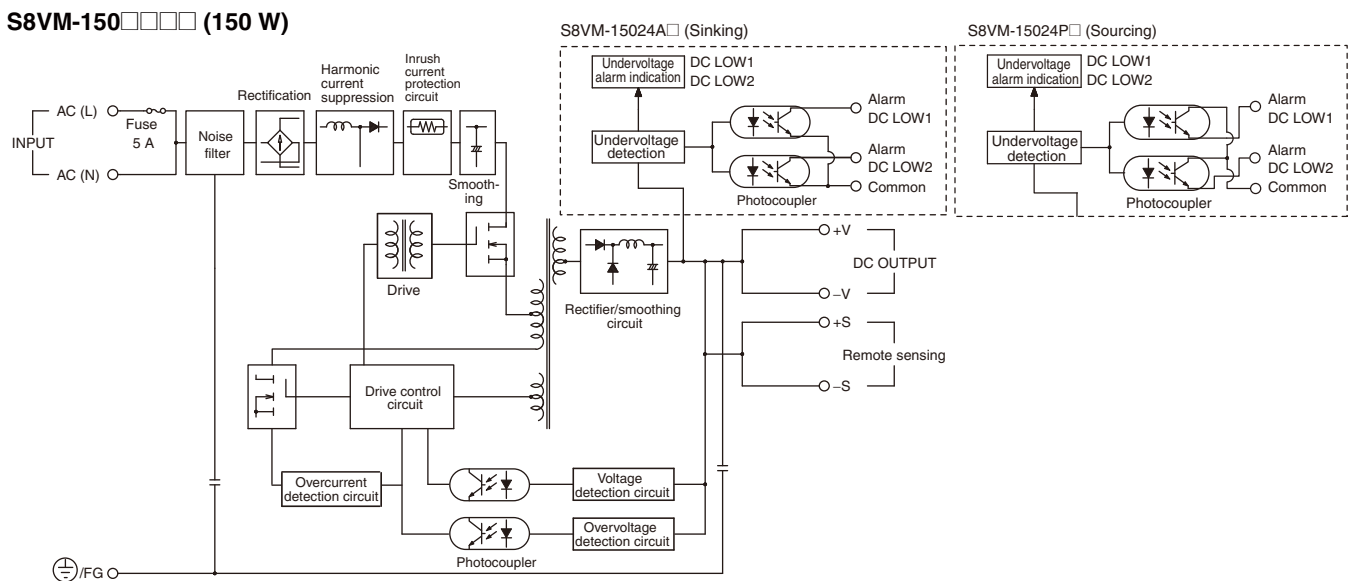 S8VM-150□□□□ (150 W)
S8VM-15024A□ (Sinking)
Undervoltage
alarm indication
DC LOW1
DC LOW2
Undervoltage
detection
Alarm
DC LOW1
Alarm
DC LOW2
Common
Photocoupler
S8VM-15024P□ (Sourcing)
Undervoltage
alarm indication
DC LOW1
DC LOW2
Undervoltage
detection
Alarm
DC LOW1
Alarm
DC LOW2
Common
Photocoupler
INPUT
AC (L)
AC (N)
Fuse
5 A
Noise
filter
Rectification
Harmonic
current
suppression
Inrush
current
protection
circuit
Smooth-
ing
Drive
Rectifier/smoothing
circuit
+V
DC OUTPUT
−V
+S
Remote sensing
−S
Drive control
circuit
Overcurrent
detection circuit
Voltage
detection circuit
Overvoltage
detection circuit
Photocoupler
/FG